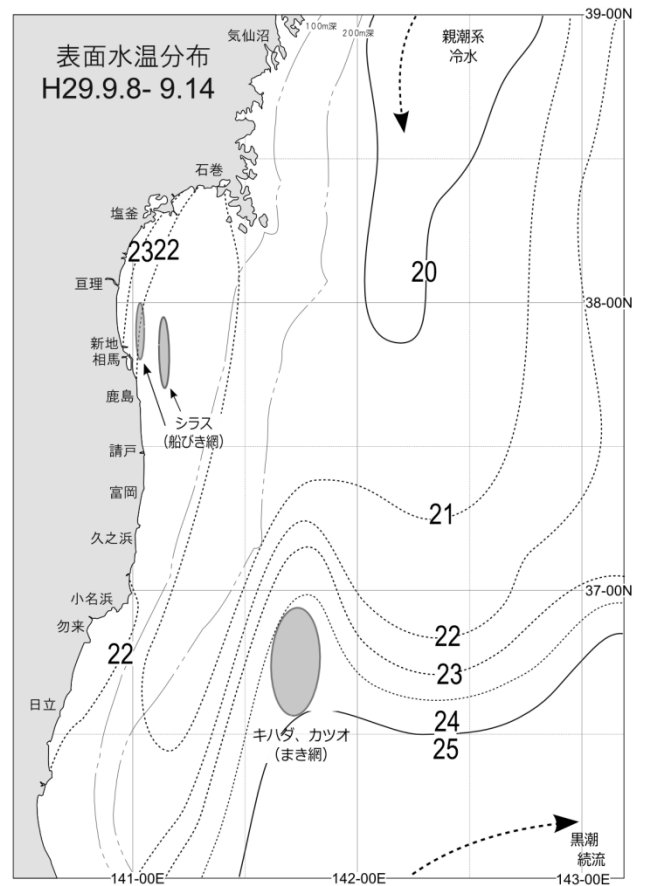 39-00N
気仙沼
100m深
200m深
親潮系
冷水
表面水温分布
H29.9.8- 9.14
石巻
塩釜
23
22
亘理
20
38-00N
新地
相馬
鹿島
シラス
（船びき網）
請戸
富岡
21
久之浜
37-00N
小名浜
勿来
22
22
23
日立
24
25
キハダ、カツオ
（まき網）
黒潮
続流
141-00E
142-00E
143-00E